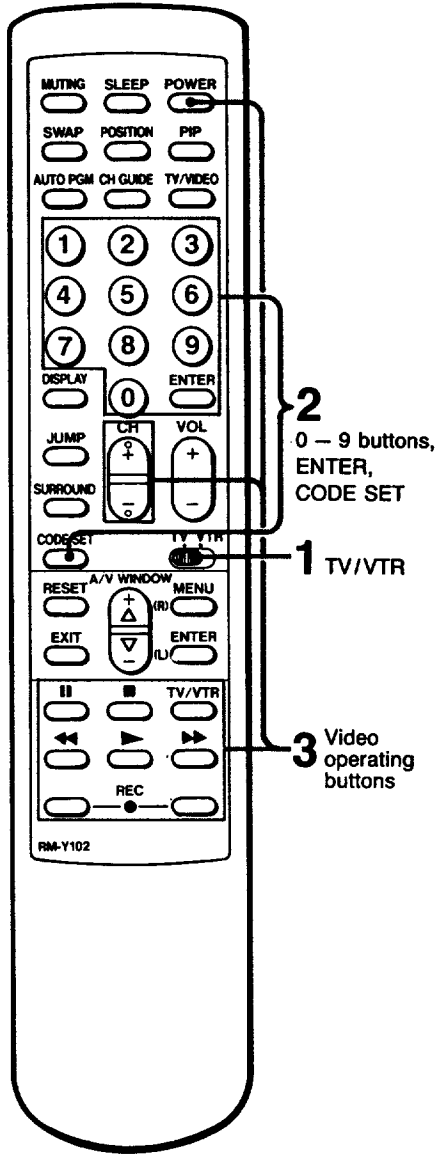 MUTING SLEEP POWER
SWAP POSITION PIP
AUTO PGM CH GUIDE TV/VIDEO
1 2 3
4 5 6
7 8 9
DISPLAY 0 ENTER
JUMP CH VOL
+ +
SURROUND
- -
CODE SET TV VTR
2
0 – 9 buttons,
ENTER,
CODE SET
1 TV/VTR
RESET A/V WINDOW MENU
+
(R)
EXIT ENTER
(L)
-
TV/VTR
REC
3 Video
operating
buttons
RM-Y102